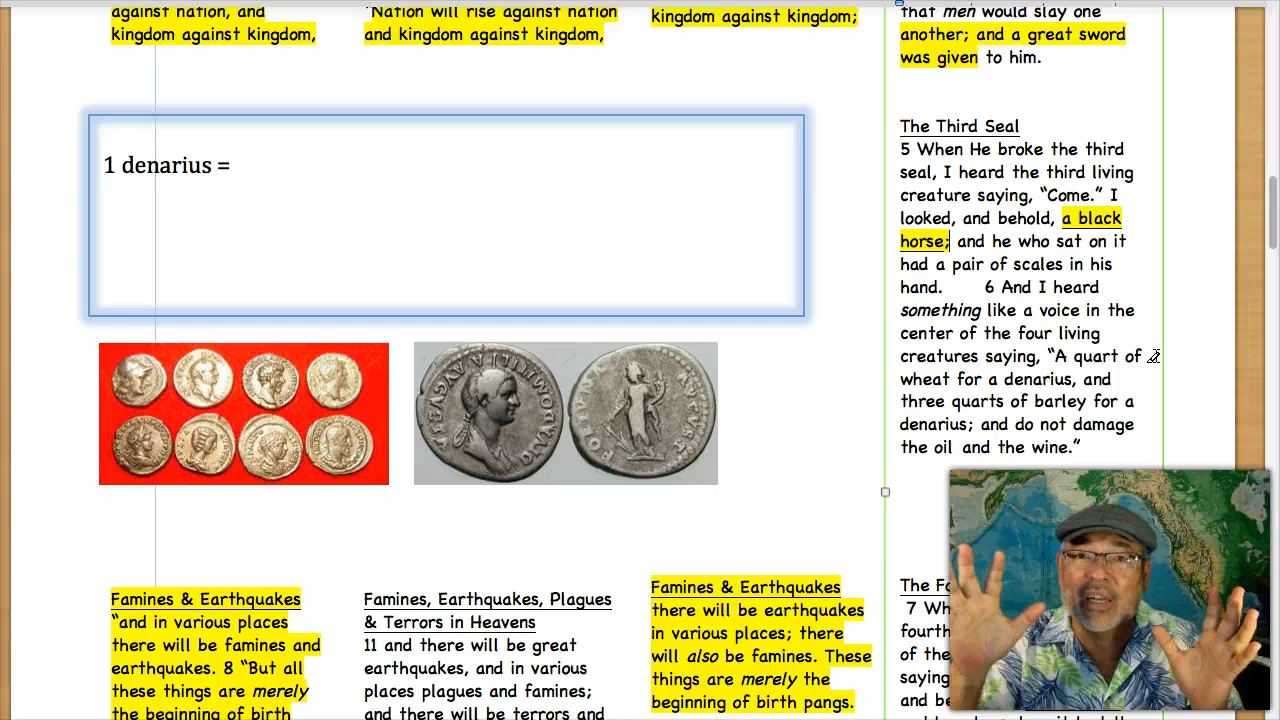 against nation, and
kingdom against kingdom,
"Nation will rise against nation
and kingdom against kingdom,
kingdom against kingdom;
that men would slay one
another; and a great sword
was given to him.
1 denarius =
The Third Seal
5 When He broke the third
seal, I heard the third living
creature saying, “Come.” I
looked, and behold, a black
horse; and he who sat on it
had a pair of scales in his
hand. 6 And I heard
something like a voice in the
center of the four living
creatures saying, “A quart of
wheat for a denarius, and
three quarts of barley for a
denarius; and do not damage
the oil and the wine.”
Famines & Earthquakes
“and in various places
there will be famines and
earthquakes. 8 “But all
these things are merely
the beginning of birth
Famines, Earthquakes, Plagues
& Terrors in Heavens
11 and there will be great
earthquakes, and in various
places plagues and famines;
and there will be terrors and
Famines & Earthquakes
there will be earthquakes
in various places; there
will also be famines. These
things are merely the
beginning of birth pangs.
The
7
fourth
of the
saying